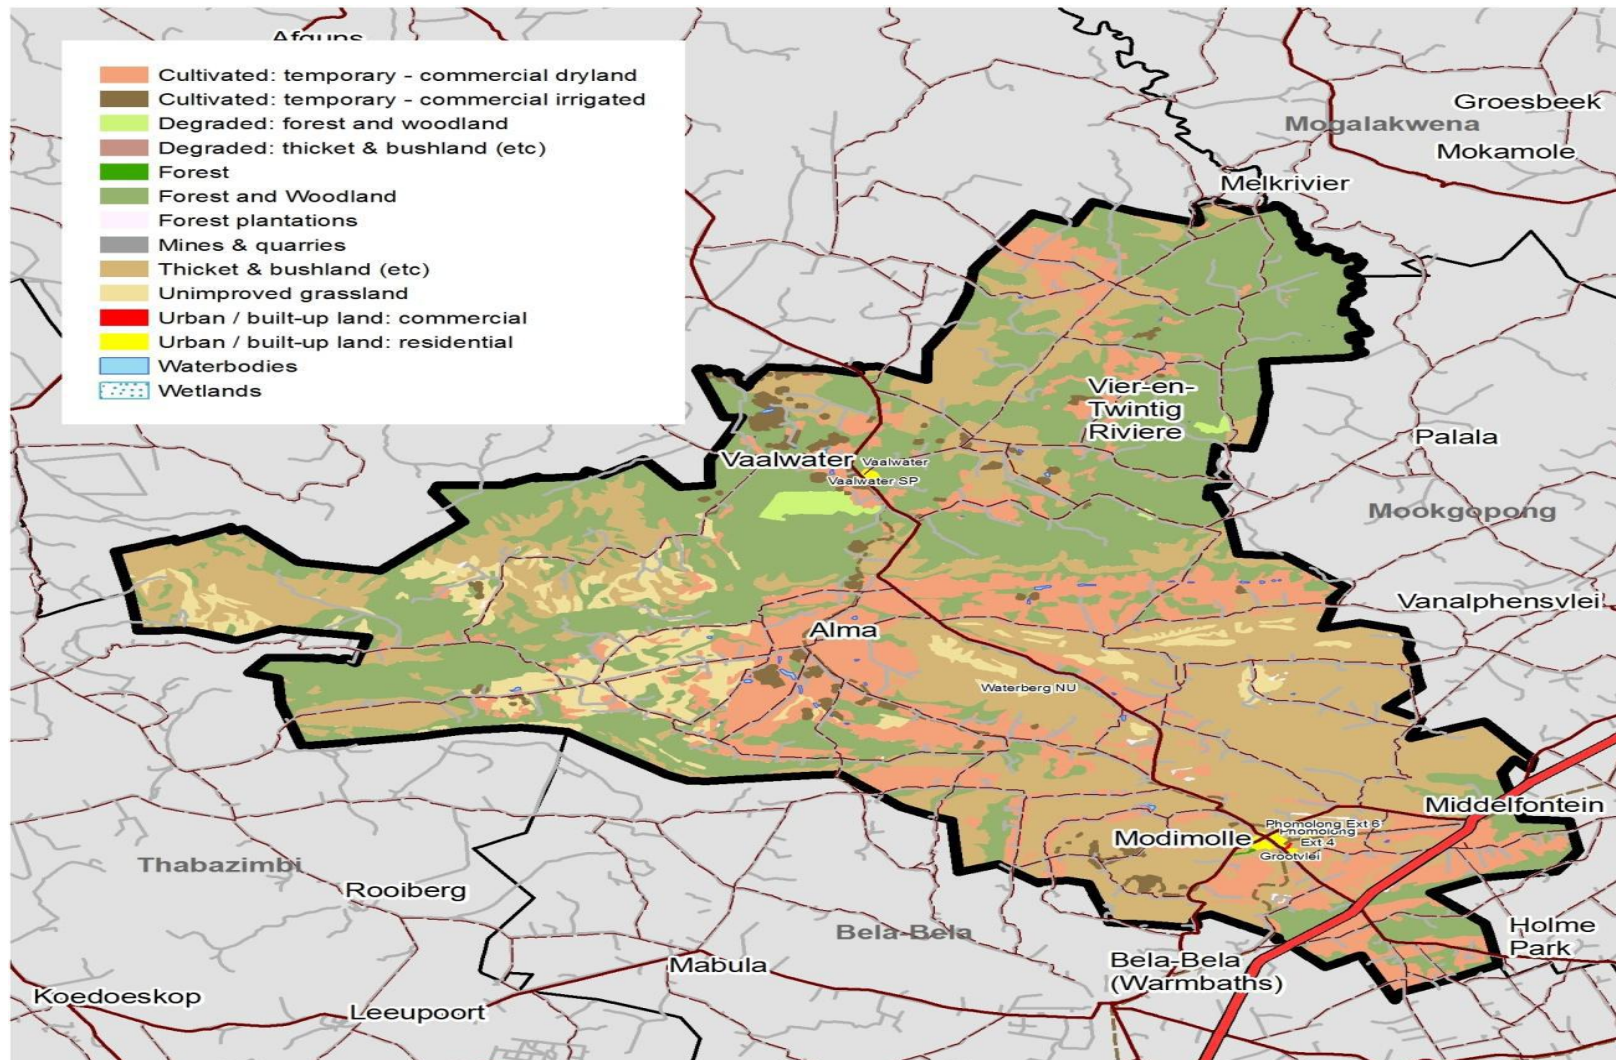 Afguns
Cultivated: temporary - commercial dryland
Cultivated: temporary - commercial irrigated
Degraded: forest and woodland
Degraded: thicket & bushland (etc)
Forest
Forest and Woodland
Forest plantations
Mines & quarries
Thicket & bushland (etc)
Unimproved grassland
Urban / built-up land: commercial
Urban / built-up land: residential
Waterbodies
Wetlands
Groesbeek
Mogalakwena
Mokamole
Melkrivier
Vier-en-
Twintig
Riviere
Palala
Vaalwater
Vaalwater
Vaalwater SP
Mookgopong
Vanalphensvlei
Alma
Waterberg NU
Middelfontein
Modimolle
Phomolong Ext 6
Phomolong
Ext 4
Grootvlei
Thabazimbi
Rooiberg
Bela-Bela
Holme
Park
Mabula
Bela-Bela
(Warmbaths)
Koedoeskop
Leeupoort